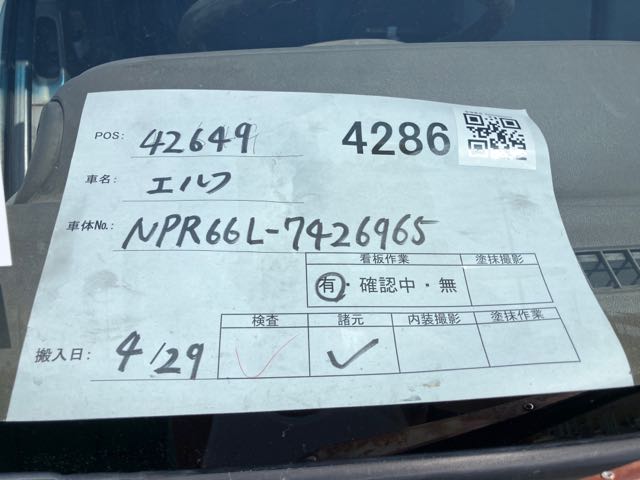 POS: 42649
4286
車名: エルフ
車体No.: NPR66L-7426965
看板作業 塗抹撮影
有・確認中・無
検査 諸元 内装撮影 塗抹作業
搬入日: 4/29 ✓ ✓